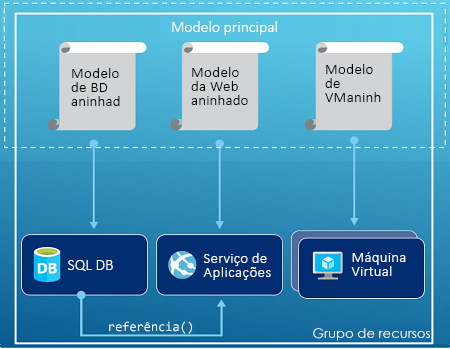 Modelo principal
Modelo
de BD
aninhad
Modelo
da Web
aninhado
Modelo
de
VManinh
DB
SQL DB
Serviço de
Aplicações
Máquina
Virtual
referência()
Grupo de recursos